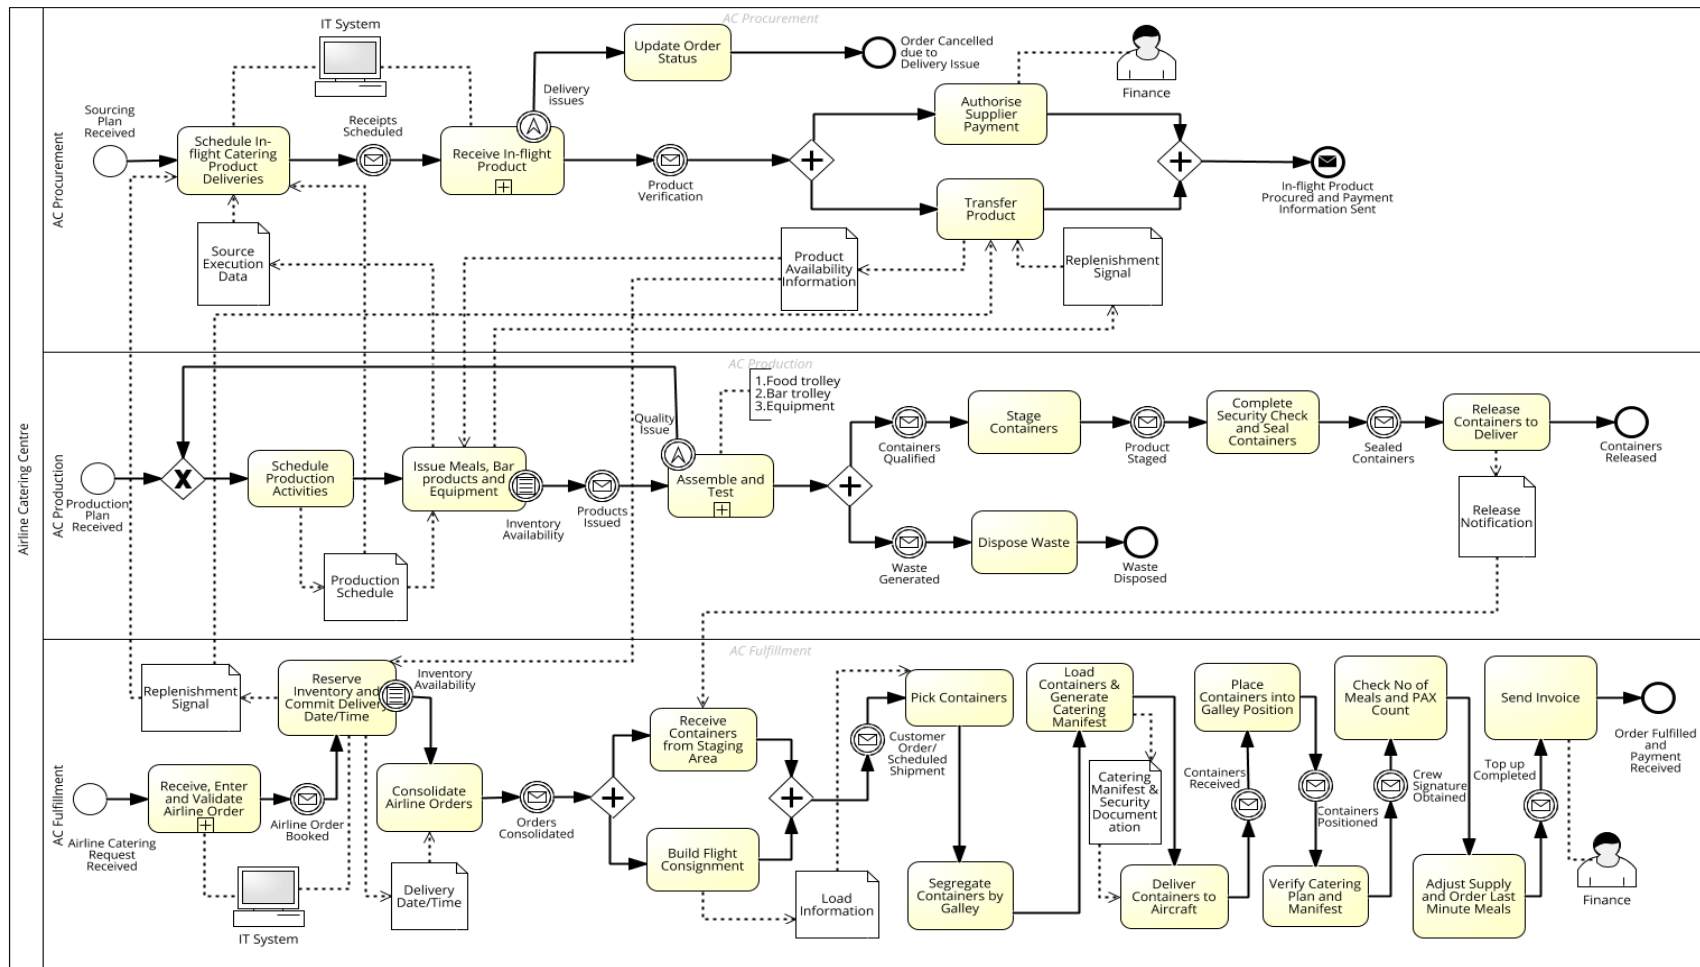 AC Procurement
IT System
Update Order
Status
Order Cancelled
due to
Delivery Issue
Finance
Delivery
issues
Authorise
Supplier
Payment
Sourcing
Plan
Received
Receipts
Scheduled
Schedule In-
flight Catering
Product
Deliveries
Receive In-flight
Product
Product
Verification
Transfer
Product
In-flight Product
Procured and Payment
Information Sent
AC Procurement
Source
Execution
Data
Product
Availability
Information
Replenishment
Signal
Airline Catering Centre
AC Production
1.Food trolley
2.Bar trolley
3.Equipment
Quality
Issue
Containers
Qualified
Stage
Containers
Product
Staged
Complete
Security Check
and Seal
Containers
Sealed
Containers
Release
Containers to
Deliver
Containers
Released
AC Production
Production
Plan
Received
Schedule
Production
Activities
Issue Meals, Bar
products and
Equipment
Inventory
Availability
Products
Issued
Assemble and
Test
Release
Notification
Waste
Generated
Dispose Waste
Waste
Disposed
Production
Schedule
AC Fulfillment
Replenishment
Signal
Reserve
Inventory and
Commit Delivery
Date/Time
Inventory
Availability
Receive
Containers
from Staging
Area
Customer
Order/
Scheduled
Shipment
Pick Containers
Load
Containers &
Generate
Catering
Manifest
Place
Containers into
Galley Position
Check No of
Meals and PAX
Count
Send Invoice
Order Fulfilled
and
Payment
Received
AC Fulfillment
Airline Catering
Request
Received
Receive, Enter
and Validate
Airline Order
Airline Order
Booked
Consolidate
Airline Orders
Orders
Consolidated
Catering
Manifest &
Security
Document
ation
Containers
Received
Containers
Positioned
Crew
Signature
Obtained
Top up
Completed
Build Flight
Consignment
Delivery
Date/Time
Load
Information
Segregate
Containers by
Galley
Deliver
Containers to
Aircraft
Verify Catering
Plan and
Manifest
Adjust Supply
and Order Last
Minute Meals
Finance
IT System